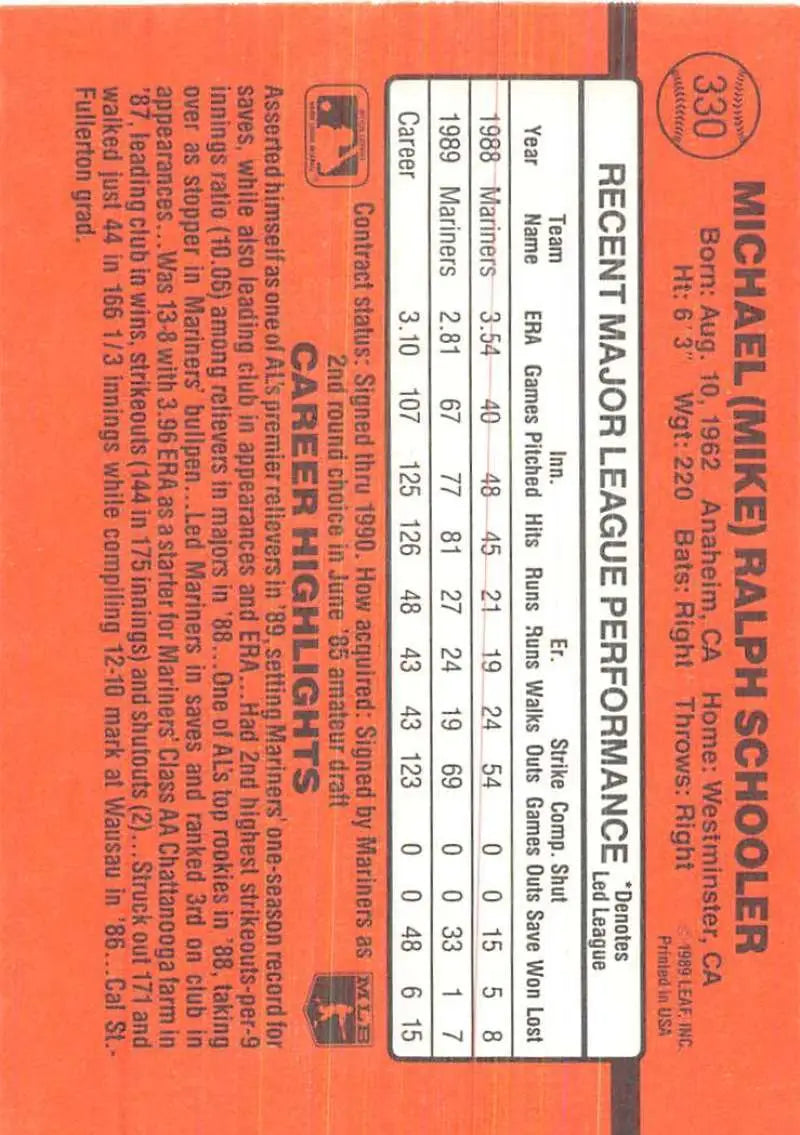 330
MICHAEL (MIKE) RALPH SCHOOLER
Born: Aug. 10, 1962 Anaheim, CA Home: Westminster, CA
Ht: 6'3" Wgt: 220 Bats: Right Throws: Right
© 1989 LEAF, INC.
Printed in USA
RECENT MAJOR LEAGUE PERFORMANCE *Denotes Led League
Year Team Name ERA Games Inn. Pitched Hits Runs Er. Runs Walks Strike Outs Comp. Games Shut Outs Save Won Lost
1988 Mariners 3.54 40 48 45 21 19 24 54 0 0 15 5 8
1989 Mariners 2.81 67 77 81 27 24 19 69 0 0 33 1 7
Career 3.10 107 125 126 48 43 43 123 0 0 48 6 15
MLB
Contract status: Signed thru 1990. How acquired: Signed by Mariners as
2nd round choice in June '85 amateur draft
CAREER HIGHLIGHTS
Asserted himself as one of AL's premier relievers in '89, setting Mariners' one-season record for
saves, while also leading club in appearances and ERA... Had 2nd highest strikeouts-per-9
innings ratio (10.06) among relievers in majors in '88... One of AL's top rookies in '88, taking
over as stopper in Mariners' bullpen... Led Mariners in saves and ranked 3rd on club in
appearances... Was 13-8 with 3.96 ERA as a starter for Mariners' Class AA Chattanooga farm in
'87, leading club in wins, strikeouts (144 in 175 innings) and shutouts (2)... Struck out 171 and
walked just 44 in 166 1/3 innings while compiling 12-10 mark at Wausau in '86... Cal St.-
Fullerton grad.